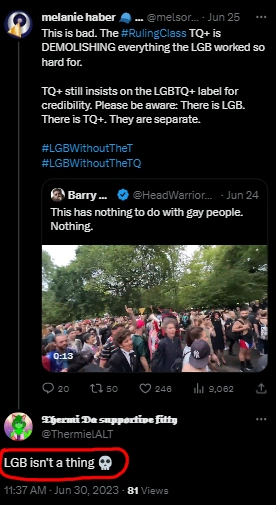 melanie haber 🧢 … @melsor... · Jun 25
This is bad. The #RulingClass TQ+ is
DEMOLISHING everything the LGB worked so
hard for.
TQ+ still insists on the LGBTQ+ label for
credibility. Please be aware: There is LGB.
There is TQ+. They are separate.
#LGBWithoutTheT
#LGBWithoutTheTQ
Barry ... @HeadWarrior... · Jun 24
This has nothing to do with gay people.
Nothing.
0:13
20 50 246 9,062
𝕿𝖍𝖊𝖗𝖒𝖎 𝕯𝖆 𝖘𝖚𝖕𝖕𝖔𝖗𝖙𝖎𝖛𝖊 𝖋𝖎𝖙𝖙𝖞
@ThermielALT
LGB isn't a thing 💀
11:37 AM · Jun 30, 2023 · 81 Views